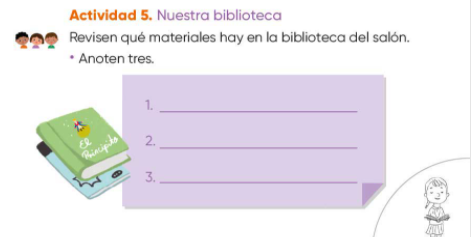 Actividad 5. Nuestra biblioteca
Revisen qué materiales hay en la biblioteca del salón.
* Anoten tres.
1.
2.
3.
El
Principito